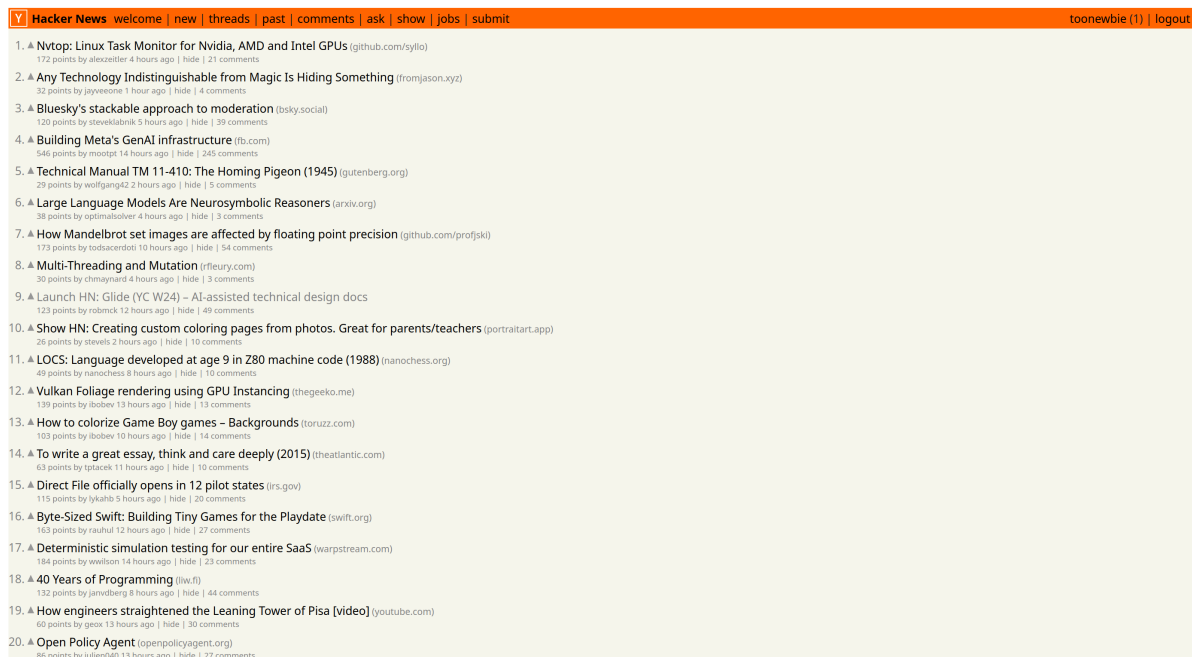 Y Hacker News welcome | new | threads | past | comments | ask | show | jobs | submit toonewbie (1) | logout
1. Nvtop: Linux Task Monitor for Nvidia, AMD and Intel GPUs (github.com/syllo)
172 points by alexzeitler 4 hours ago | hide | 21 comments
2. Any Technology Indistinguishable from Magic Is Hiding Something (fromjason.xyz)
32 points by jayveeone 1 hour ago | hide | 4 comments
3. Bluesky's stackable approach to moderation (bsky.social)
120 points by steveklabnik 5 hours ago | hide | 39 comments
4. Building Meta's GenAI infrastructure (fb.com)
546 points by mootpt 14 hours ago | hide | 245 comments
5. Technical Manual TM 11-410: The Homing Pigeon (1945) (gutenberg.org)
29 points by wolfgang42 2 hours ago | hide | 5 comments
6. Large Language Models Are Neurosymbolic Reasoners (arxiv.org)
38 points by optimalsolver 4 hours ago | hide | 3 comments
7. How Mandelbrot set images are affected by floating point precision (github.com/profjski)
173 points by todsacerdoti 10 hours ago | hide | 54 comments
8. Multi-Threading and Mutation (rfleury.com)
30 points by chmaynard 4 hours ago | hide | 3 comments
9. Launch HN: Glide (YC W24) – AI-assisted technical design docs
123 points by robmck 12 hours ago | hide | 49 comments
10. Show HN: Creating custom coloring pages from photos. Great for parents/teachers (portraitart.app)
26 points by stevels 2 hours ago | hide | 10 comments
11. LOCS: Language developed at age 9 in Z80 machine code (1988) (nanochess.org)
49 points by nanochess 8 hours ago | hide | 10 comments
12. Vulkan Foliage rendering using GPU Instancing (thegeeko.me)
139 points by ibobev 13 hours ago | hide | 13 comments
13. How to colorize Game Boy games – Backgrounds (toruzz.com)
103 points by ibobev 10 hours ago | hide | 14 comments
14. To write a great essay, think and care deeply (2015) (theatlantic.com)
63 points by tptacek 11 hours ago | hide | 10 comments
15. Direct File officially opens in 12 pilot states (irs.gov)
115 points by lykahb 5 hours ago | hide | 20 comments
16. Byte-Sized Swift: Building Tiny Games for the Playdate (swift.org)
163 points by rauhul 12 hours ago | hide | 27 comments
17. Deterministic simulation testing for our entire SaaS (warpstream.com)
184 points by wwilson 14 hours ago | hide | 23 comments
18. 40 Years of Programming (liw.fi)
132 points by janvdberg 8 hours ago | hide | 44 comments
19. How engineers straightened the Leaning Tower of Pisa [video] (youtube.com)
60 points by geox 13 hours ago | hide | 30 comments
20. Open Policy Agent (openpolicyagent.org)
86 points by julien040 13 hours ago | hide | 27 comments